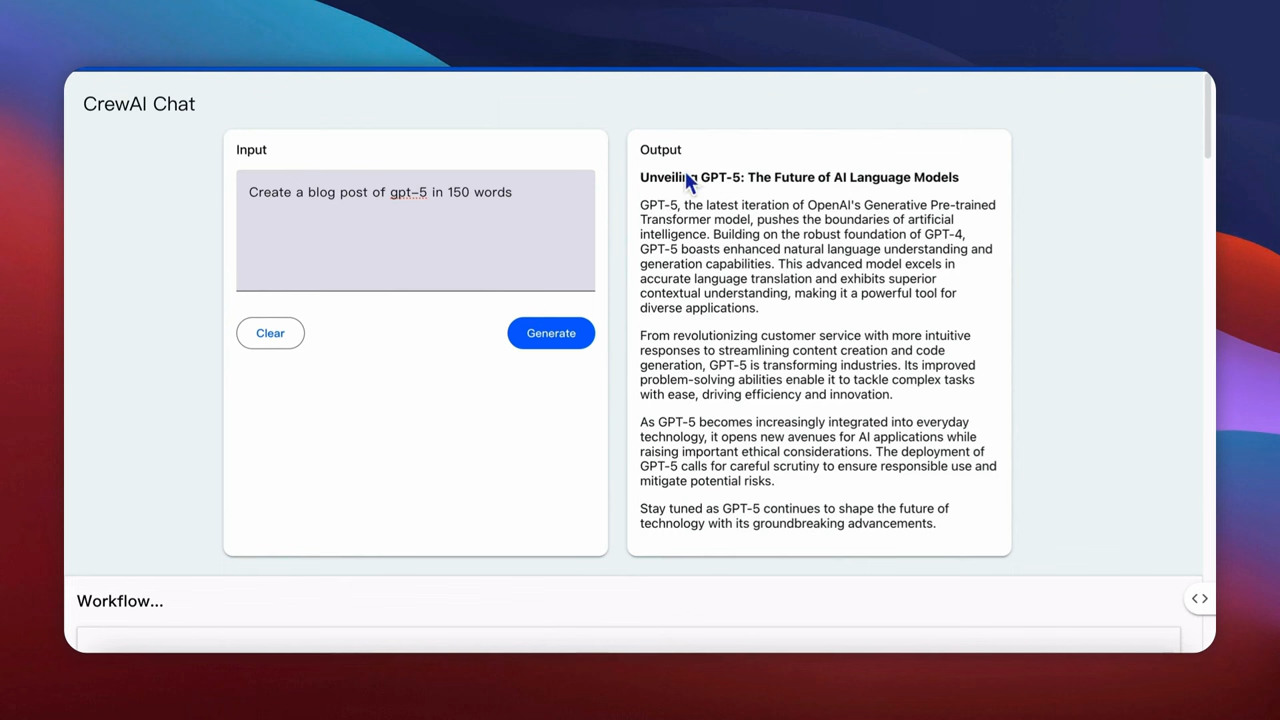 CrewAI Chat
Input
Create a blog post of gpt-5 in 150 words
Clear
Generate
Output
Unveiling GPT-5: The Future of AI Language Models
GPT-5, the latest iteration of OpenAI's Generative Pre-trained
Transformer model, pushes the boundaries of artificial
intelligence. Building on the robust foundation of GPT-4,
GPT-5 boasts enhanced natural language understanding and
generation capabilities. This advanced model excels in
accurate language translation and exhibits superior
contextual understanding, making it a powerful tool for
diverse applications.
From revolutionizing customer service with more intuitive
responses to streamlining content creation and code
generation, GPT-5 is transforming industries. Its improved
problem-solving abilities enable it to tackle complex tasks
with ease, driving efficiency and innovation.
As GPT-5 becomes increasingly integrated into everyday
technology, it opens new avenues for AI applications while
raising important ethical considerations. The deployment of
GPT-5 calls for careful scrutiny to ensure responsible use and
mitigate potential risks.
Stay tuned as GPT-5 continues to shape the future of
technology with its groundbreaking advancements.
Workflow...